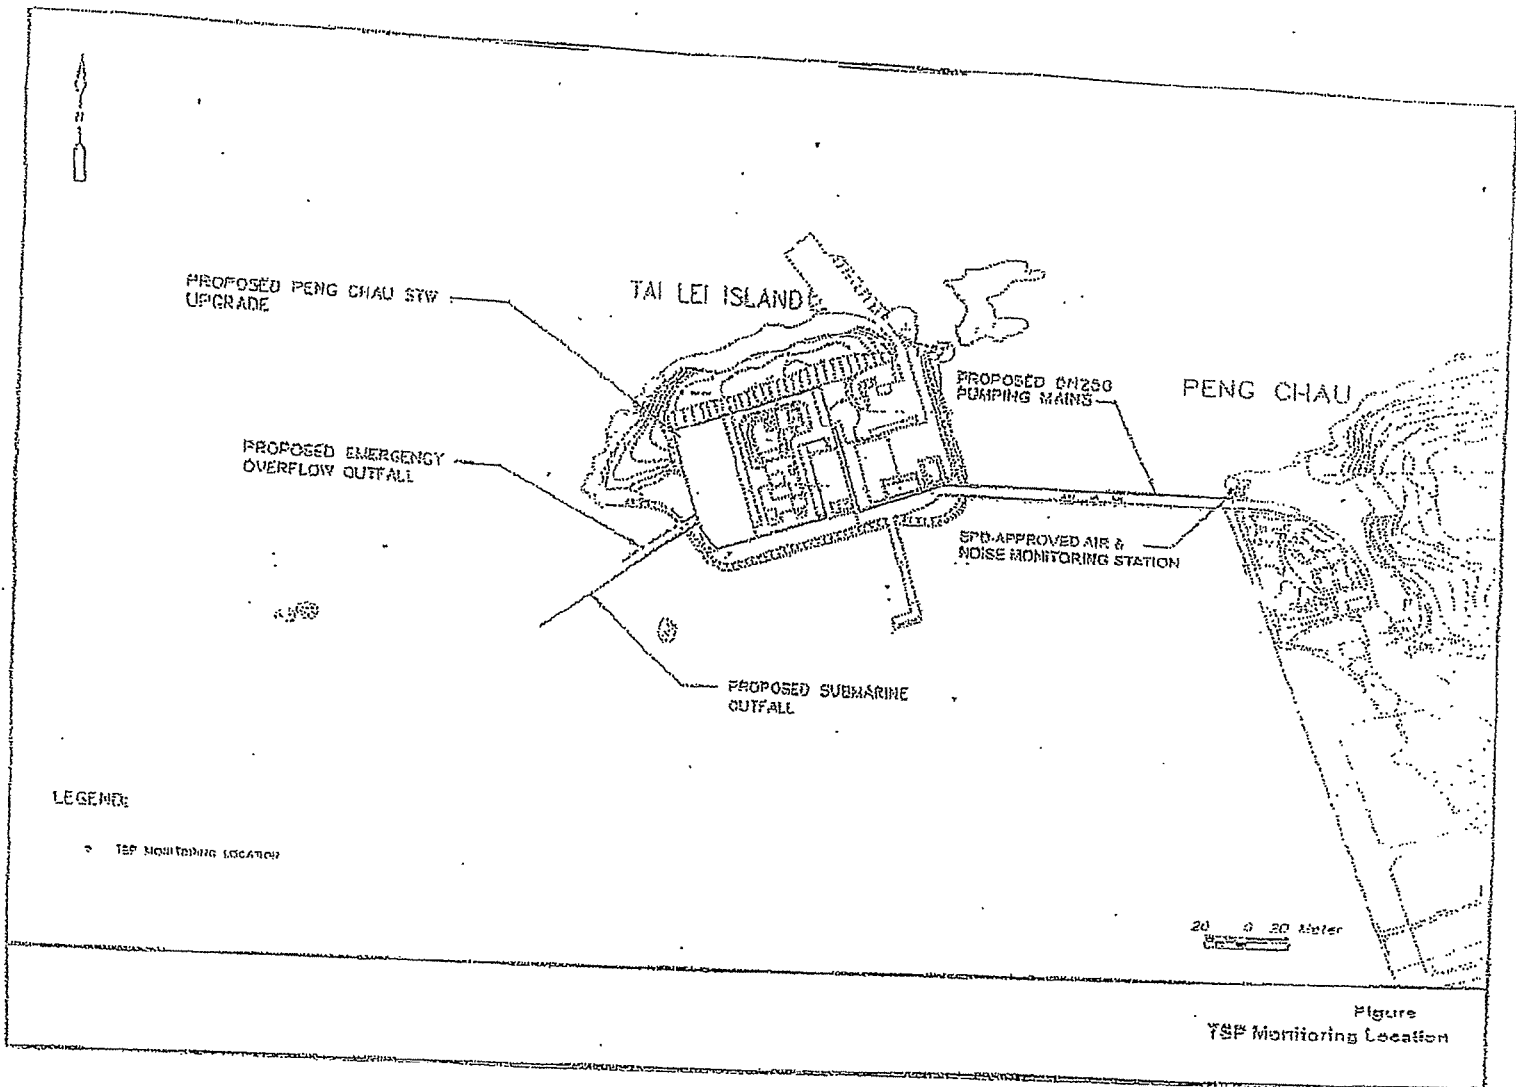 PROPOSED PENG CHAU STW
UPGRADE
TAI LEI ISLAND
PROPOSED DN250
PUMPING MAINS
PENG CHAU
PROPOSED EMERGENCY
OVERFLOW OUTFALL
EPD-APPROVED AIR &
NOISE MONITORING STATION
PROPOSED SUBMARINE
OUTFALL
LEGEND:
TSP MONITORING LOCATION
20 0 20 Meter
Figure
TSP Monitoring Location